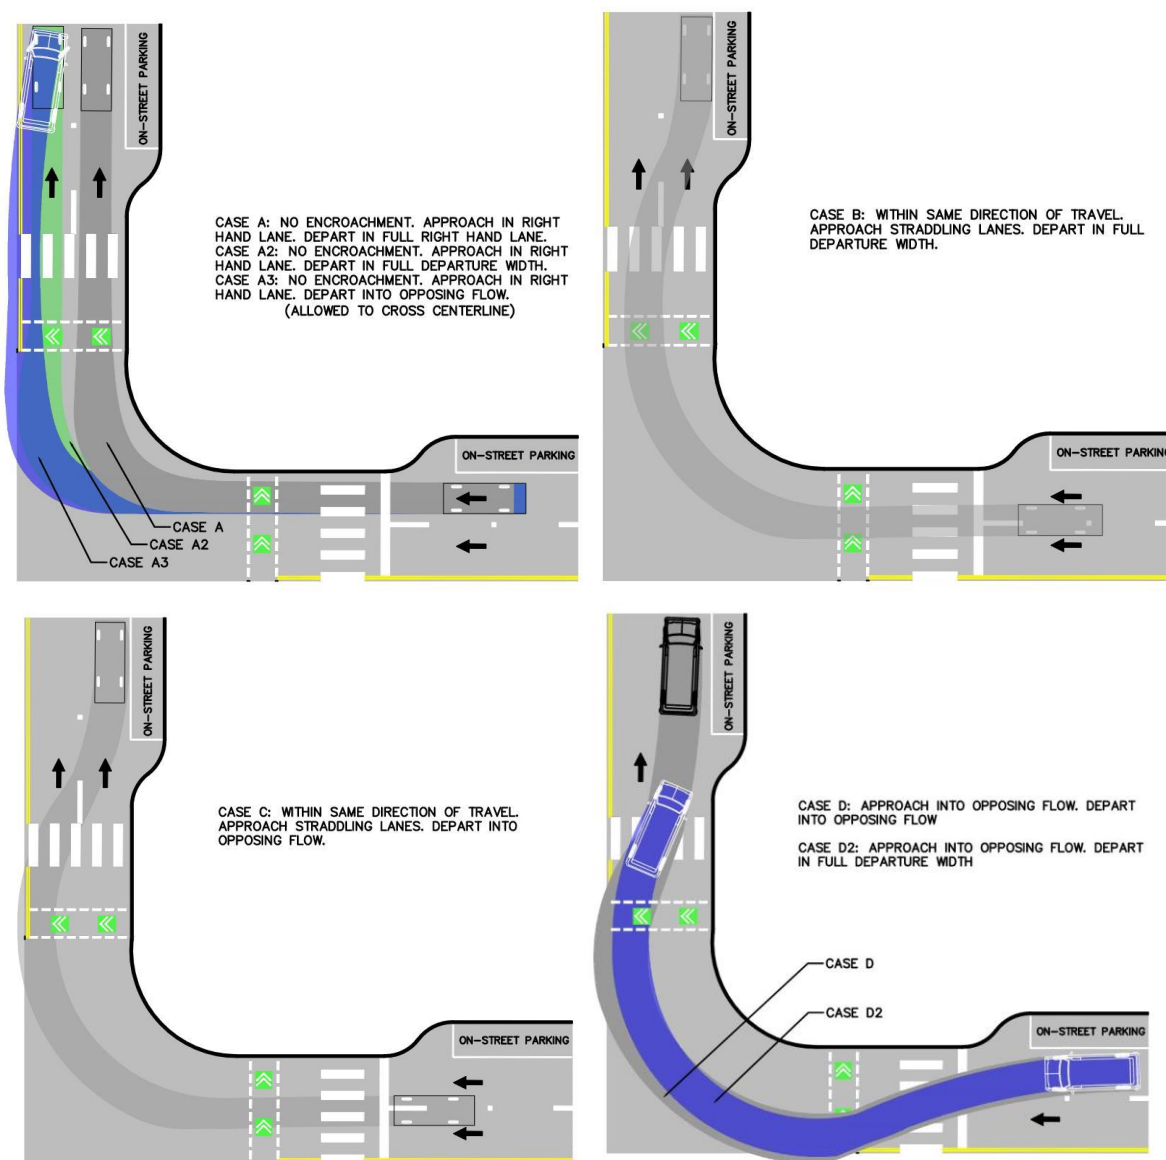 ON-STREET PARKING
CASE A: NO ENCROACHMENT. APPROACH IN RIGHT
HAND LANE. DEPART IN FULL RIGHT HAND LANE.
CASE A2: NO ENCROACHMENT. APPROACH IN RIGHT
HAND LANE. DEPART IN FULL DEPARTURE WIDTH.
CASE A3: NO ENCROACHMENT. APPROACH IN RIGHT
HAND LANE. DEPART INTO OPPOSING FLOW.
(ALLOWED TO CROSS CENTERLINE)
ON-STREET PARKING
CASE A
CASE A2
CASE A3
ON-STREET PARKING
CASE B: WITHIN SAME DIRECTION OF TRAVEL.
APPROACH STRADDLING LANES. DEPART IN FULL
DEPARTURE WIDTH.
ON-STREET PARKING
ON-STREET PARKING
CASE C: WITHIN SAME DIRECTION OF TRAVEL.
APPROACH STRADDLING LANES. DEPART INTO
OPPOSING FLOW.
ON-STREET PARKING
ON-STREET PARKING
CASE D: APPROACH INTO OPPOSING FLOW. DEPART
INTO OPPOSING FLOW
CASE D2: APPROACH INTO OPPOSING FLOW. DEPART
IN FULL DEPARTURE WIDTH
CASE D
CASE D2
ON-STREET PARKING